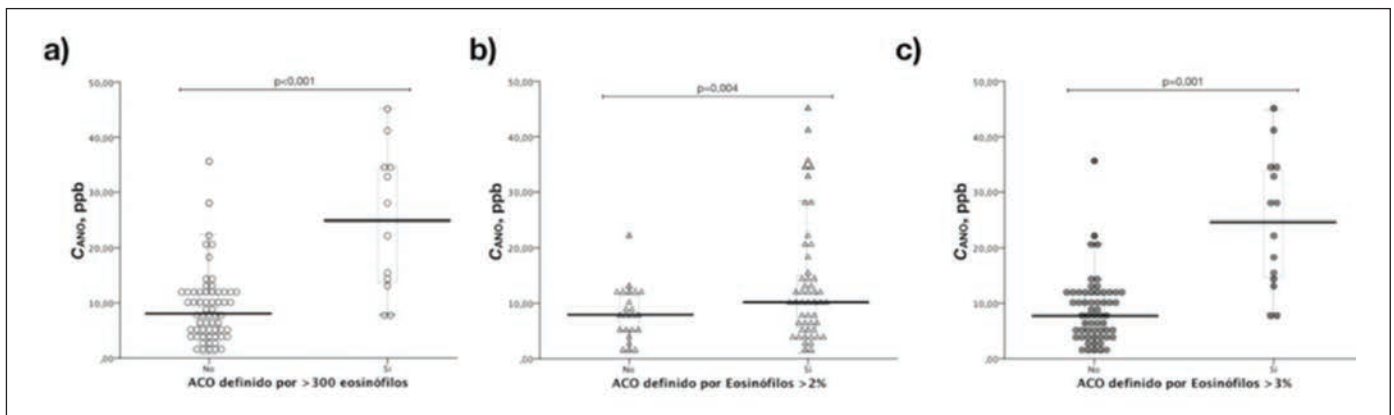 a)
p<0,001
50,00
40,00
30,00
20,00
10,00
,00
CANO, ppb
No
Si
ACO definido por >300 eosinófilos
b)
p=0,004
50,00
40,00
30,00
20,00
10,00
,00
CANO, ppb
No
Si
ACO definido por Eosinófilos >2%
c)
p=0,001
50,00
40,00
30,00
20,00
10,00
,00
CANO, ppb
No
Si
ACO definido por Eosinófilos >3%